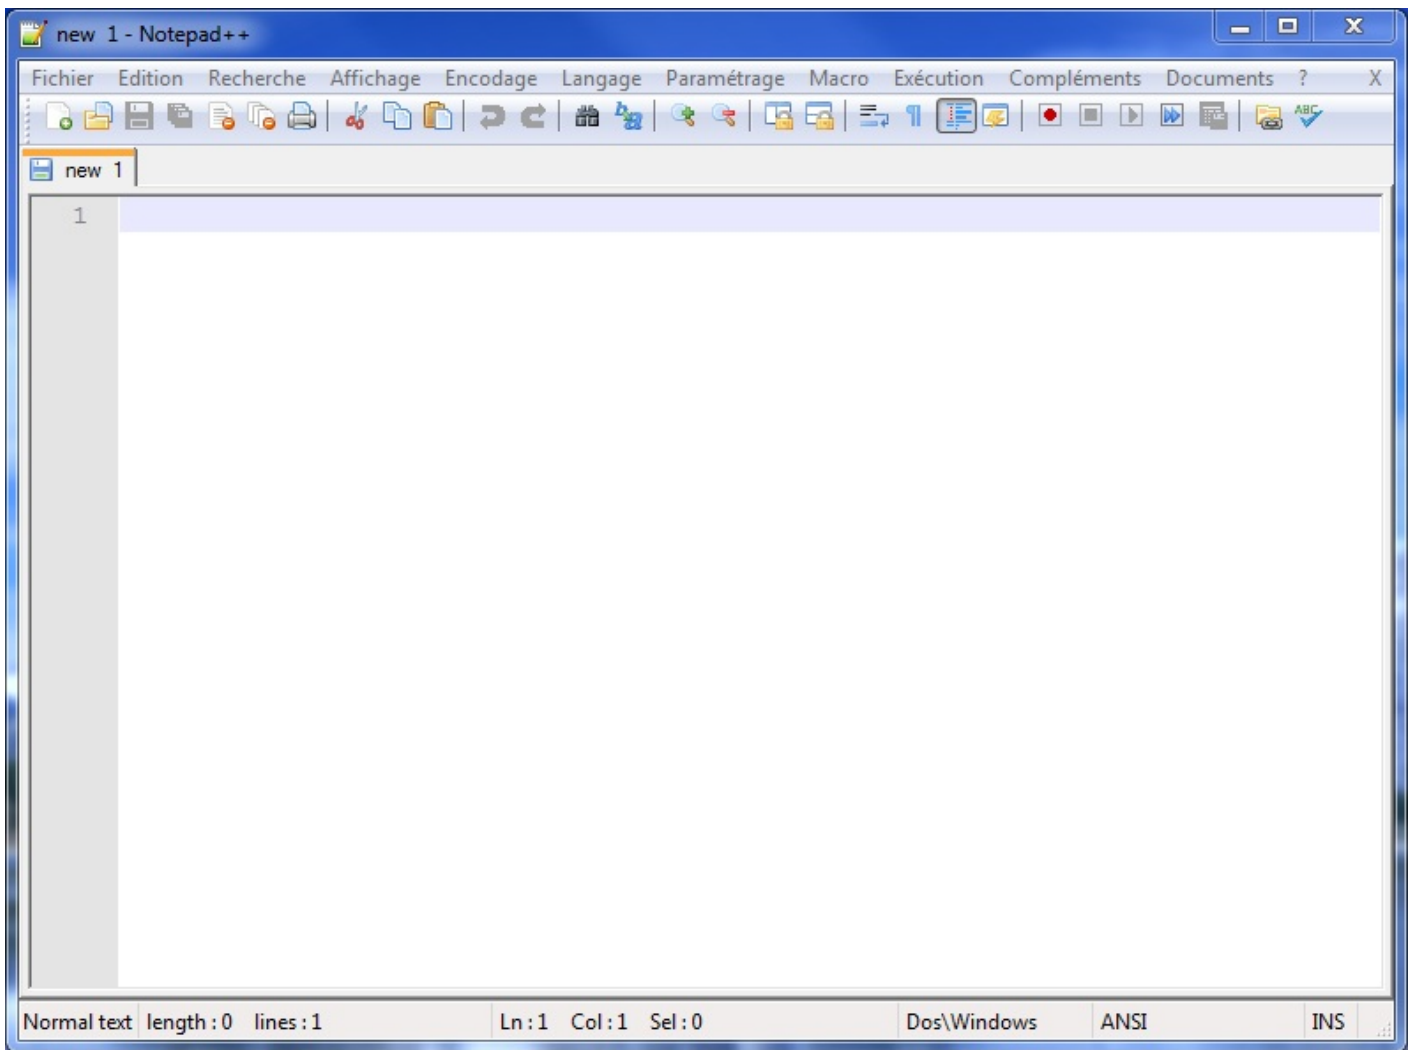 new 1 - Notepad++
Fichier Edition Recherche Affichage Encodage Langage Paramétrage Macro Exécution Compléments Documents ? X
ABC
new 1
1
Normal text length : 0 lines : 1 Ln : 1 Col : 1 Sel : 0 Dos\Windows ANSI INS